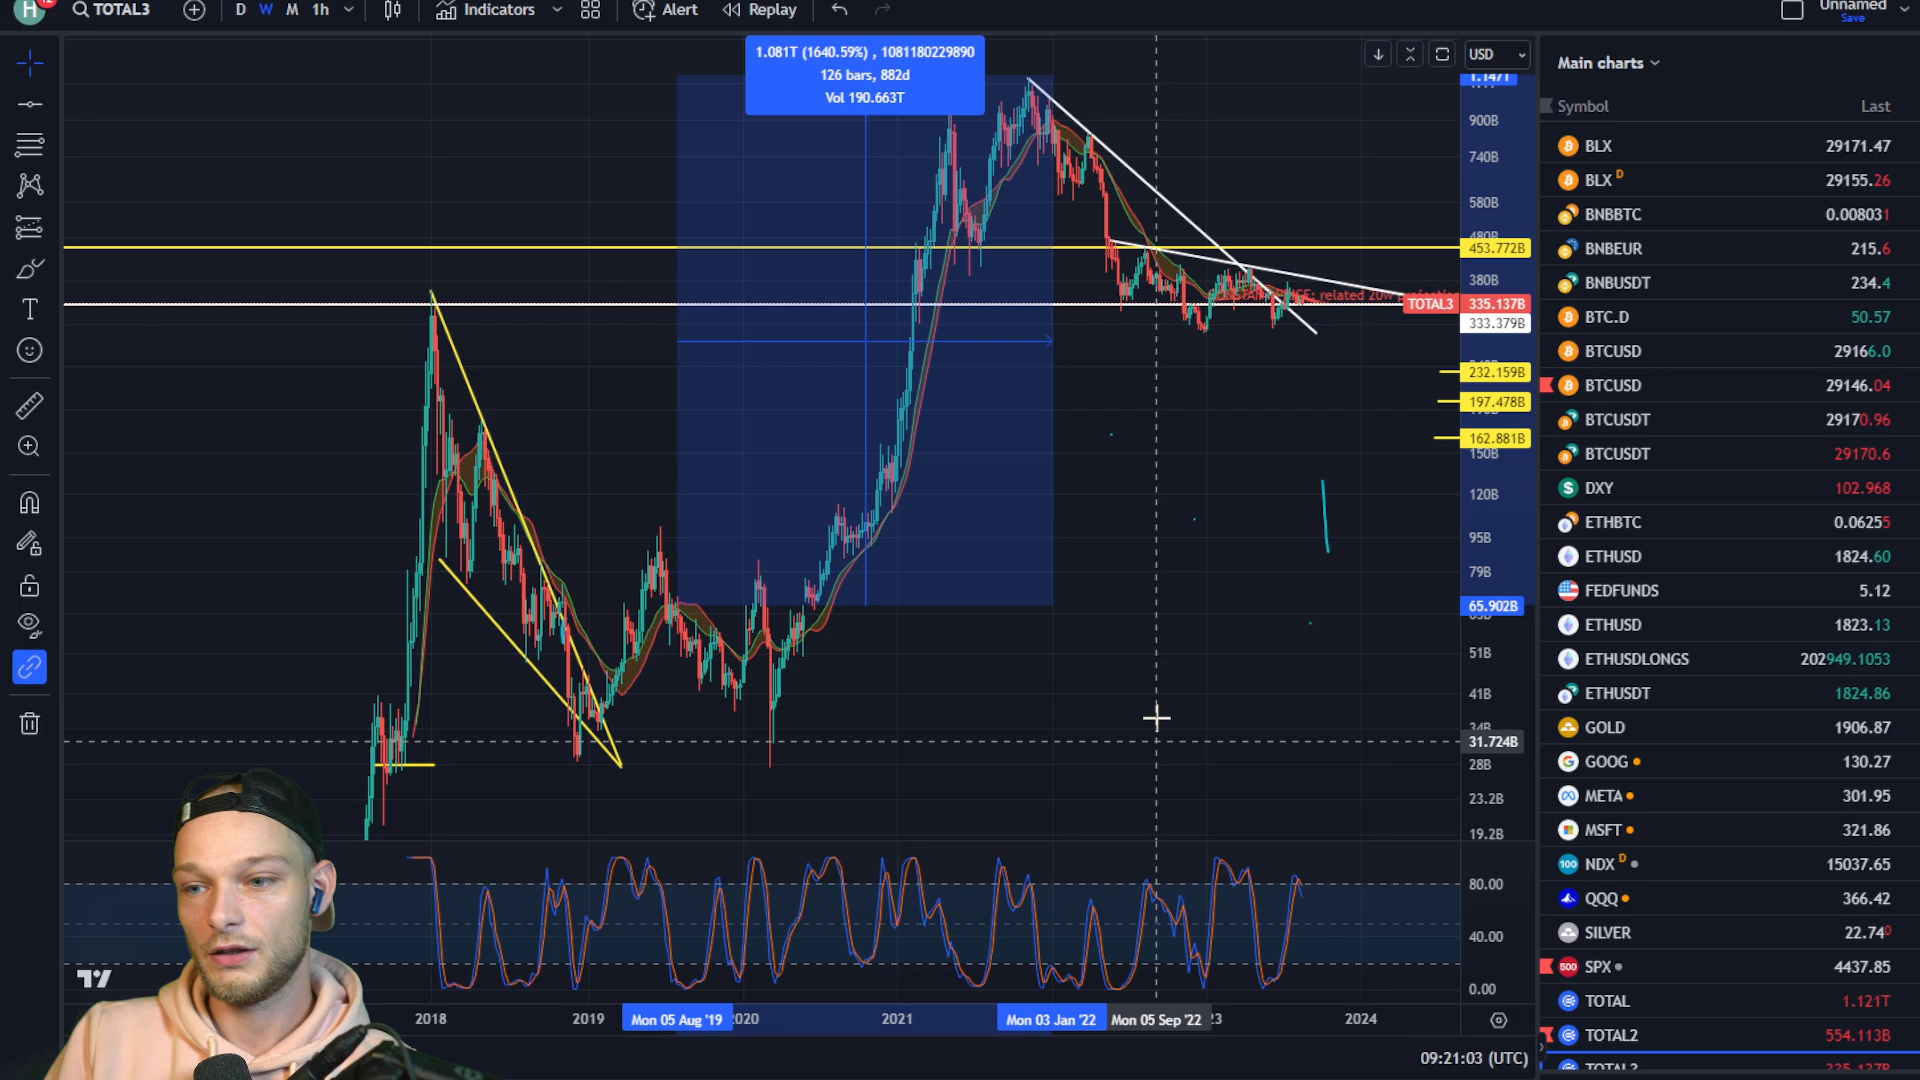 H
TOTAL3
D W M 1h
Indicators
Alert
Replay
Unnamed
Save
1.081T (1640.59%) , 1081180229890
126 bars, 882d
Vol 190.663T
USD
1.147T
900B
740B
580B
480B
453.772B
380B
TOTAL3 335.137B
333.379B
232.159B
197.478B
162.881B
150B
120B
95B
79B
65.902B
51B
41B
34B
31.724B
28B
23.2B
19.2B
80.00
40.00
0.00
2018
2019
Mon 05 Aug '19
2020
2021
Mon 03 Jan '22
Mon 05 Sep '22
23
2024
09:21:03 (UTC)
Main charts
Symbol Last
BLX 29171.47
BLX D 29155.26
BNBBTC 0.008031
BNBEUR 215.6
BNBUSDT 234.4
BTC.D 50.57
BTCUSD 29166.0
BTCUSD 29146.04
BTCUSDT 29170.96
BTCUSDT 29170.6
DXY 102.968
ETHBTC 0.06255
ETHUSD 1824.60
FEDFUNDS 5.12
ETHUSD 1823.13
ETHUSDLONGS 202949.1053
ETHUSDT 1824.86
GOLD 1906.87
GOOG 130.27
META 301.95
MSFT 321.86
100 NDX D 15037.65
QQQ 366.42
SILVER 22.740
500 SPX 4437.85
TOTAL 1.121T
TOTAL2 554.113B
TOTAL3 335.137B